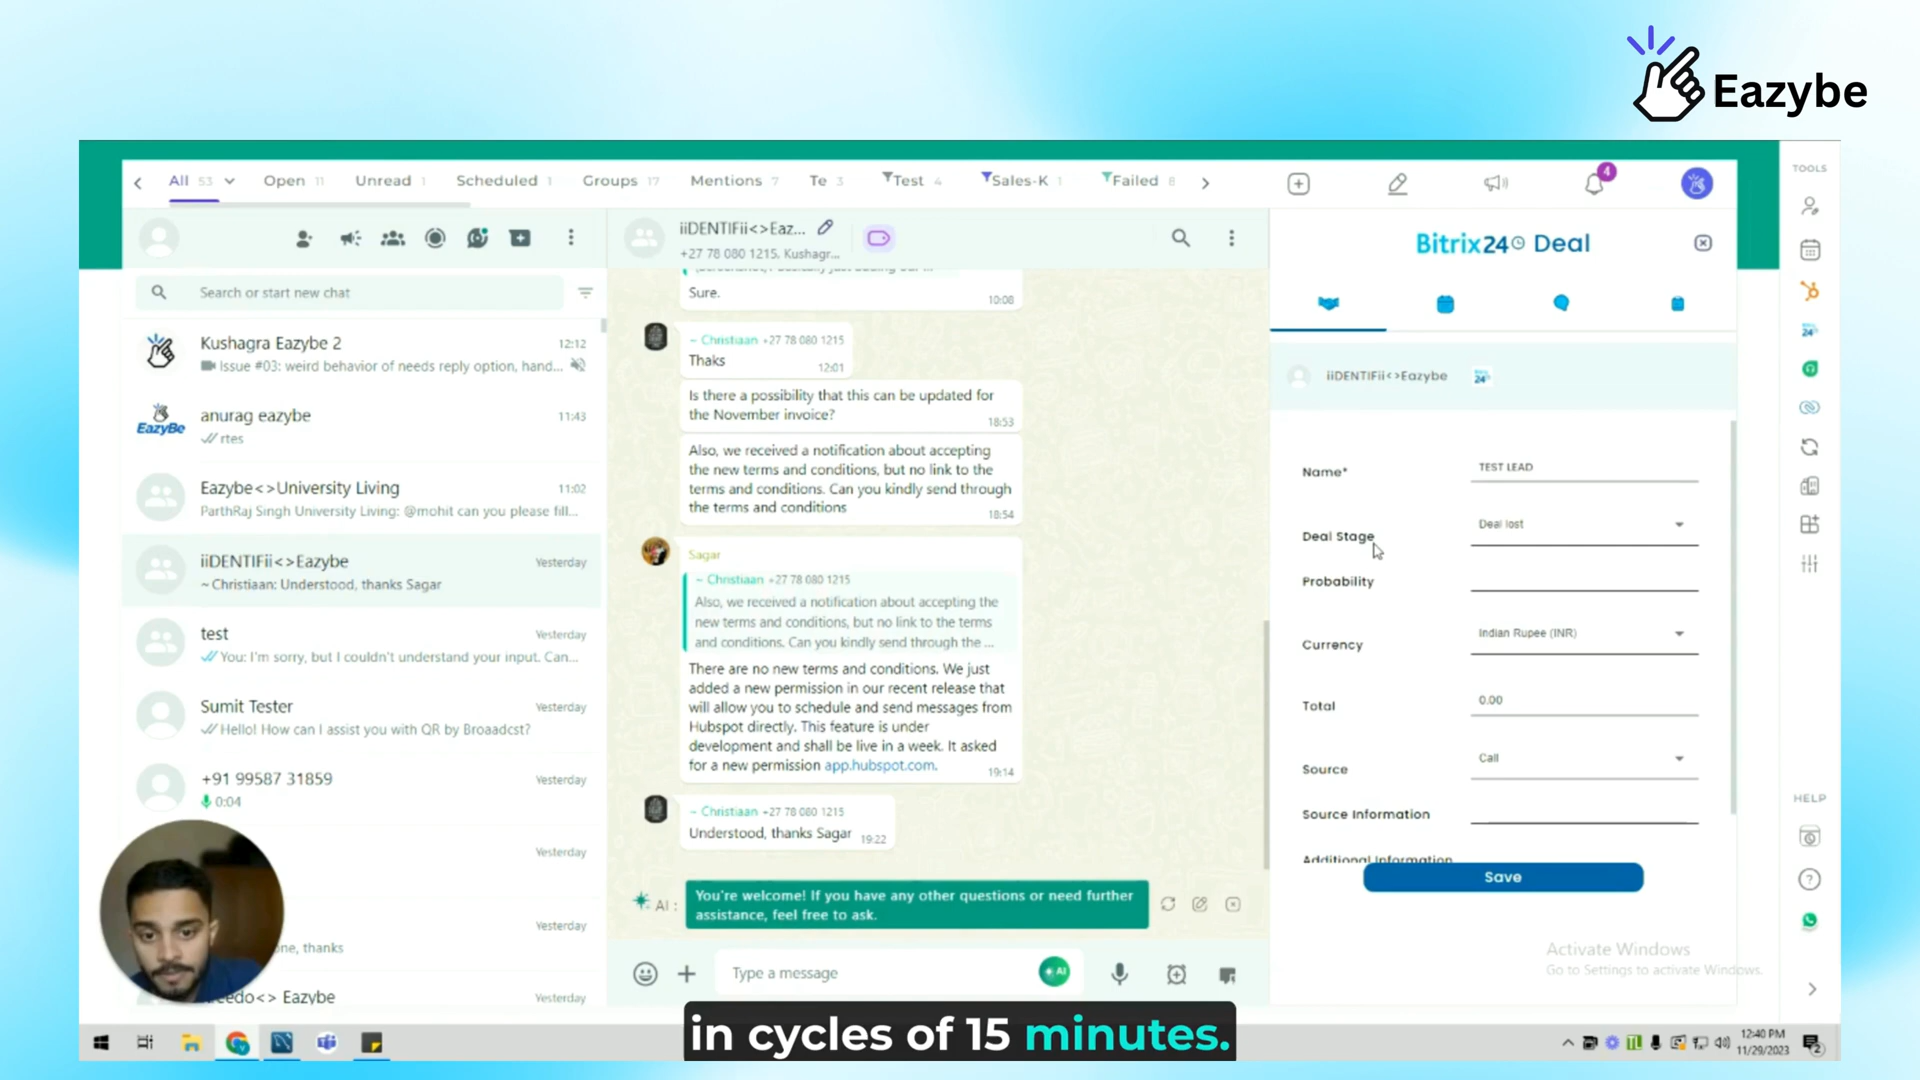 Eazybe
All 53
Open 11
Unread 1
Scheduled 1
Groups 17
Mentions 7
Te 3
Test 4
Sales-K 1
Failed 8
4
TOOLS
Search or start new chat
Kushagra Eazybe 2
12:12
Issue #03: weird behavior of needs reply option, hand...
anurag eazybe
11:43
rtes
EazyBe
Eazybe<>University Living
11:02
ParthRaj Singh University Living: @mohit can you please fill...
iiDENTIFii<>Eazybe
Yesterday
~ Christiaan: Understood, thanks Sagar
test
Yesterday
You: I'm sorry, but I couldn't understand your input. Can...
Sumit Tester
Yesterday
Hello! How can I assist you with QR by Broaadcst?
+91 99587 31859
Yesterday
0:04
Yesterday
Yesterday
ne, thanks
edo<> Eazybe
Yesterday
iiDENTIFii<>Eaz...
+27 78 080 1215, Kushagr...
Sure.
10:08
~ Christiaan +27 78 080 1215
Thaks
12:01
Is there a possibility that this can be updated for
the November invoice?
18:53
Also, we received a notification about accepting
the new terms and conditions, but no link to the
terms and conditions. Can you kindly send through
the terms and conditions
18:54
Sagar
~ Christiaan +27 78 080 1215
Also, we received a notification about accepting the
new terms and conditions, but no link to the terms
and conditions. Can you kindly send through the ...
There are no new terms and conditions. We just
added a new permission in our recent release that
will allow you to schedule and send messages from
Hubspot directly. This feature is under
development and shall be live in a week. It asked
for a new permission app.hubspot.com.
19:14
~ Christiaan +27 78 080 1215
Understood, thanks Sagar
19:22
AI :
You're welcome! If you have any other questions or need further
assistance, feel free to ask.
Type a message
AI
Bitrix24 Deal
iiDENTIFii<>Eazybe
24
Name*
TEST LEAD
Deal Stage
Deal lost
Probability
Currency
Indian Rupee (INR)
Total
0.00
Source
Call
Source Information
Additional Information
Save
24
HELP
Activate Windows
Go to Settings to activate Windows.
in cycles of 15 minutes.
12:40 PM
11/29/2023
2